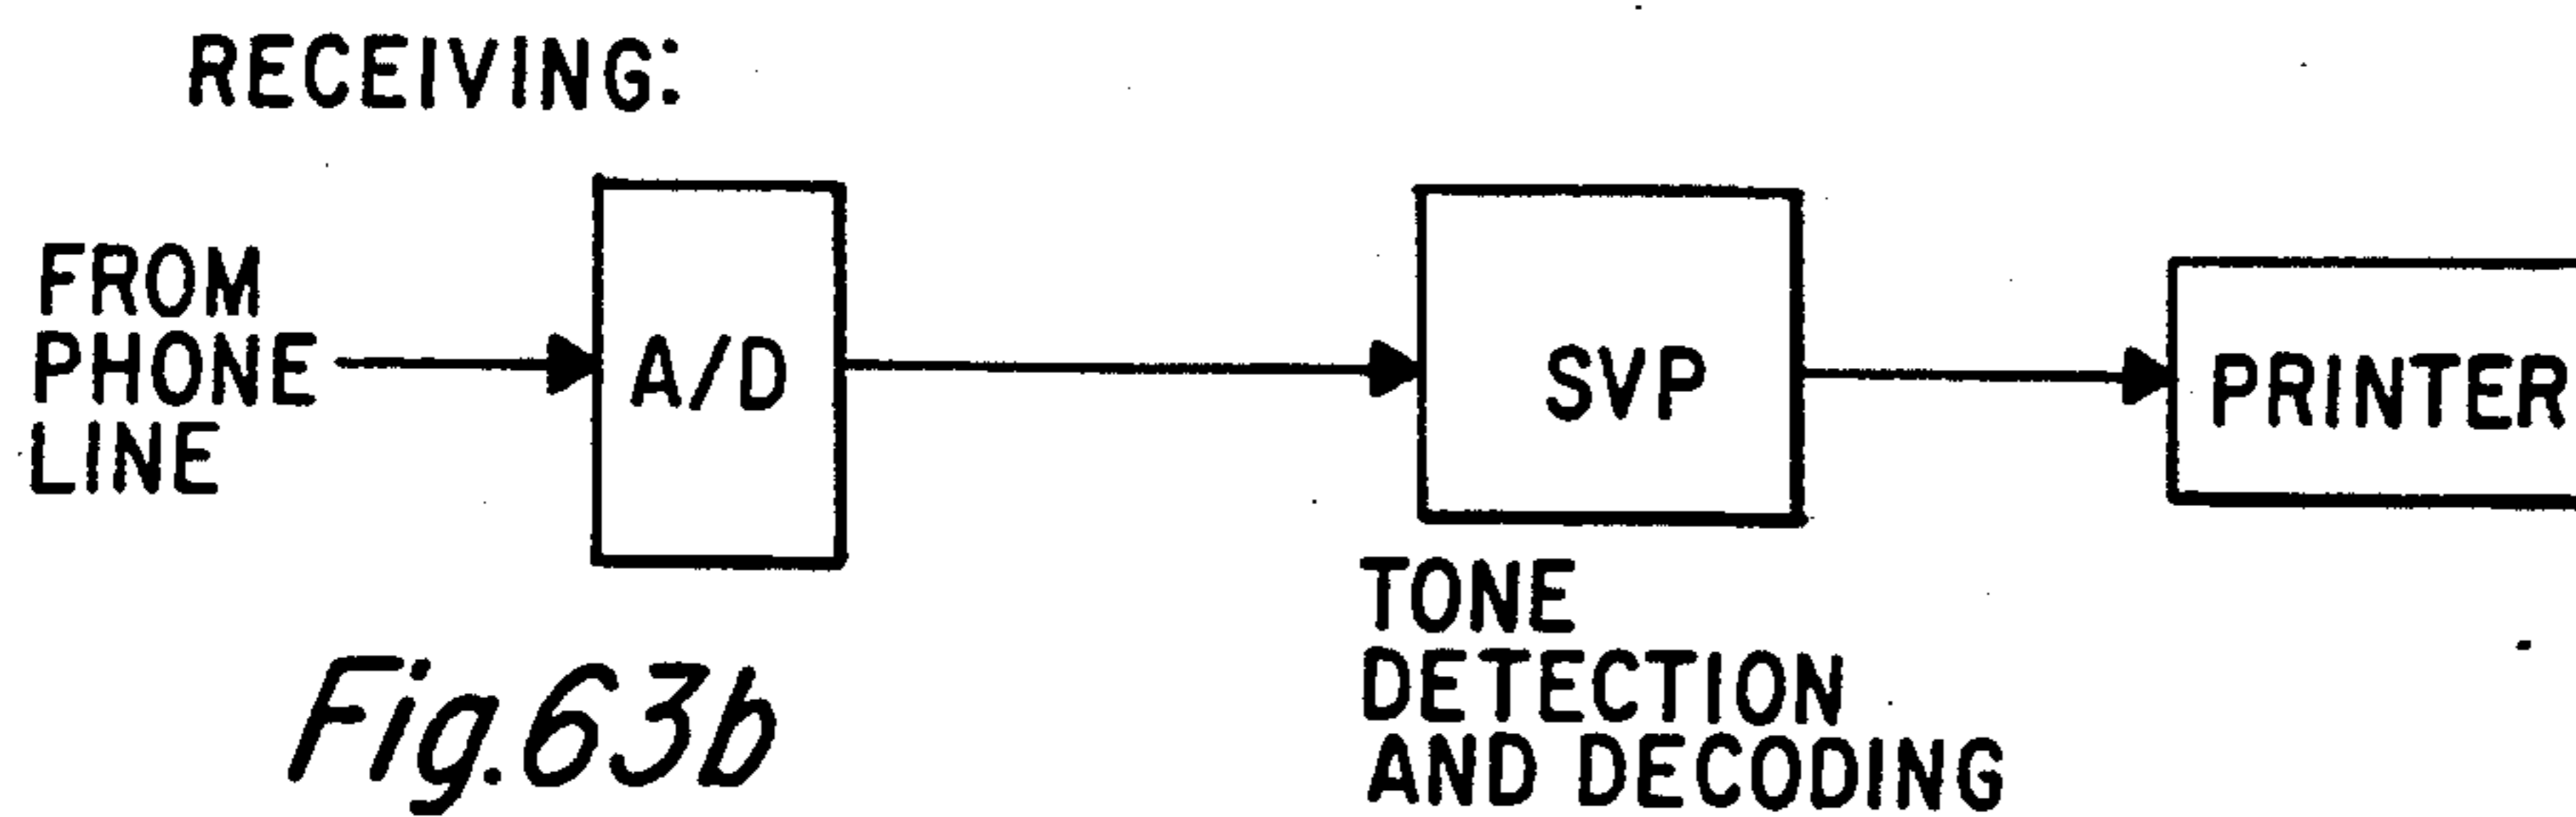 RECEIVING:
FROM
PHONE
LINE
A/D
SVP
PRINTER
TONE
DETECTION
AND DECODING
Fig.63b